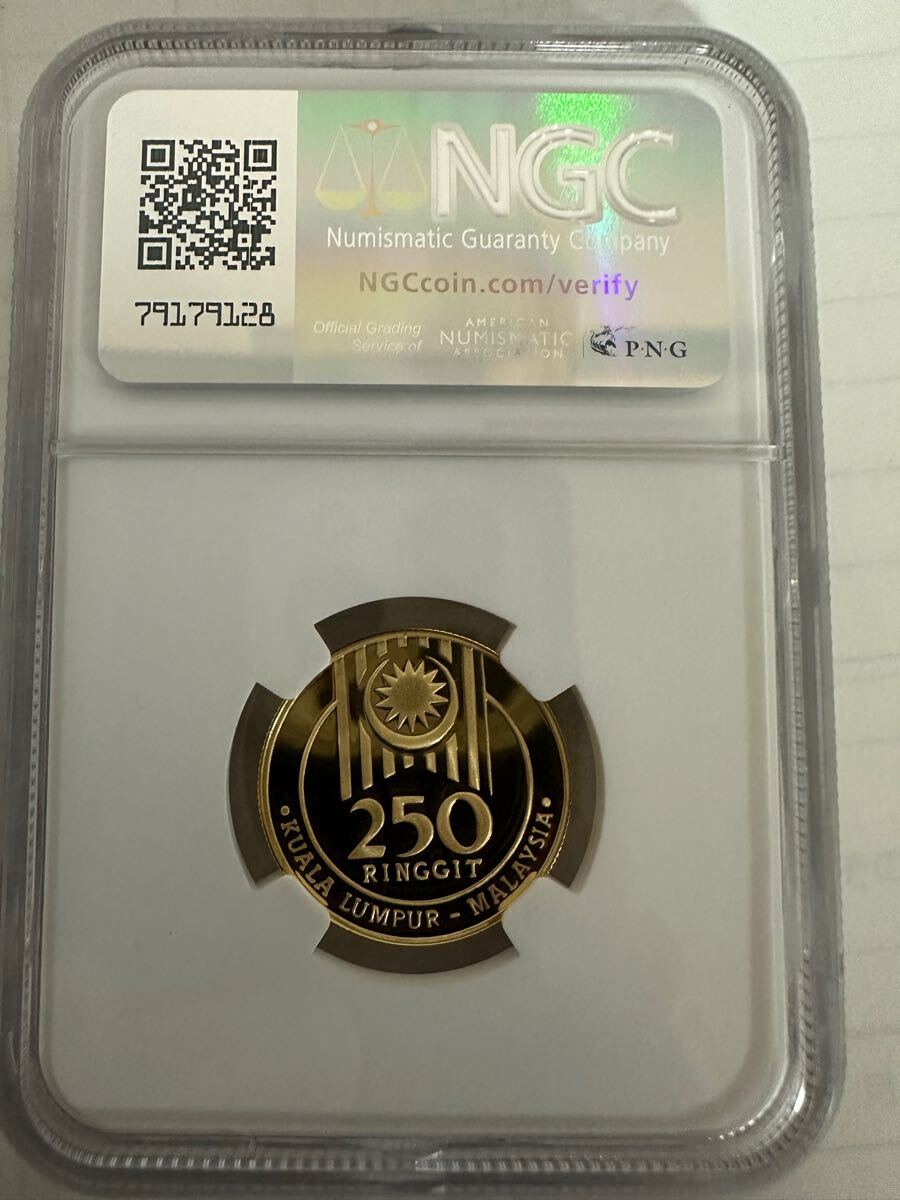 NGC
Numismatic Guaranty Company
NGCcoin.com/verify
79179128
Official Grading
Service of
AMERICAN
NUMISMATIC
ASSOCIATION
P·N·G
250
RINGGIT
•KUALA LUMPUR - MALAYSIA•